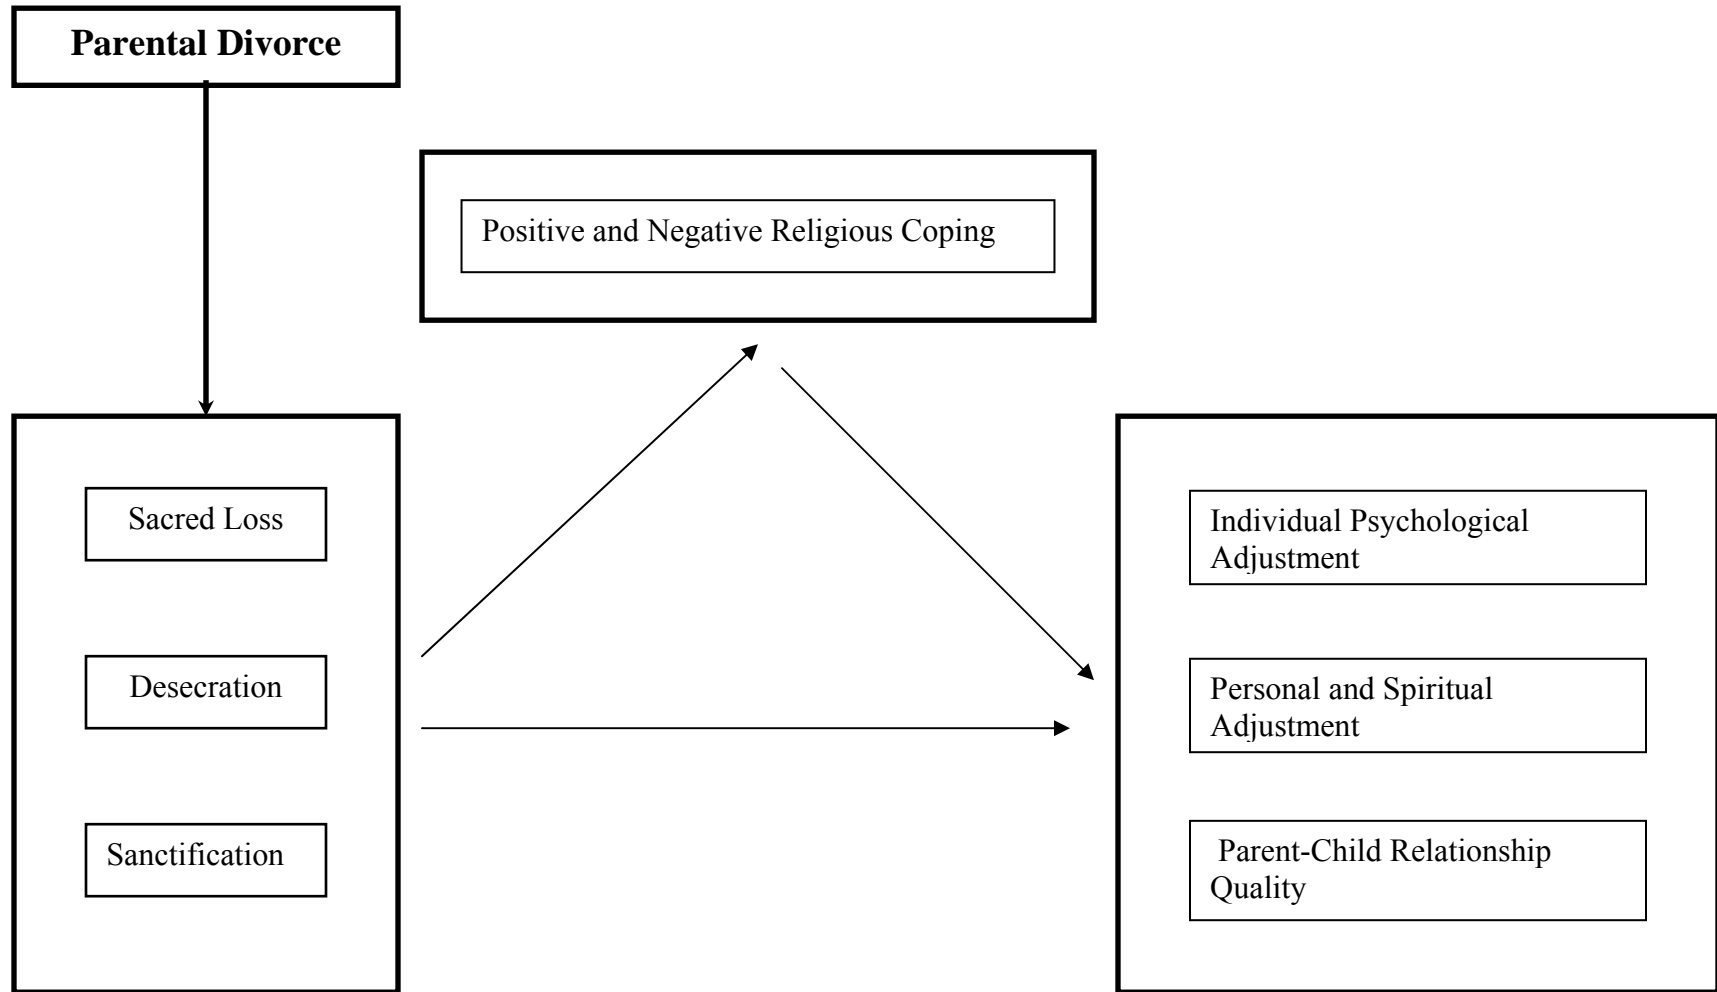 Parental Divorce
Positive and Negative Religious Coping
Sacred Loss
Desecration
Sanctification
Individual Psychological
Adjustment
Personal and Spiritual
Adjustment
Parent-Child Relationship
Quality